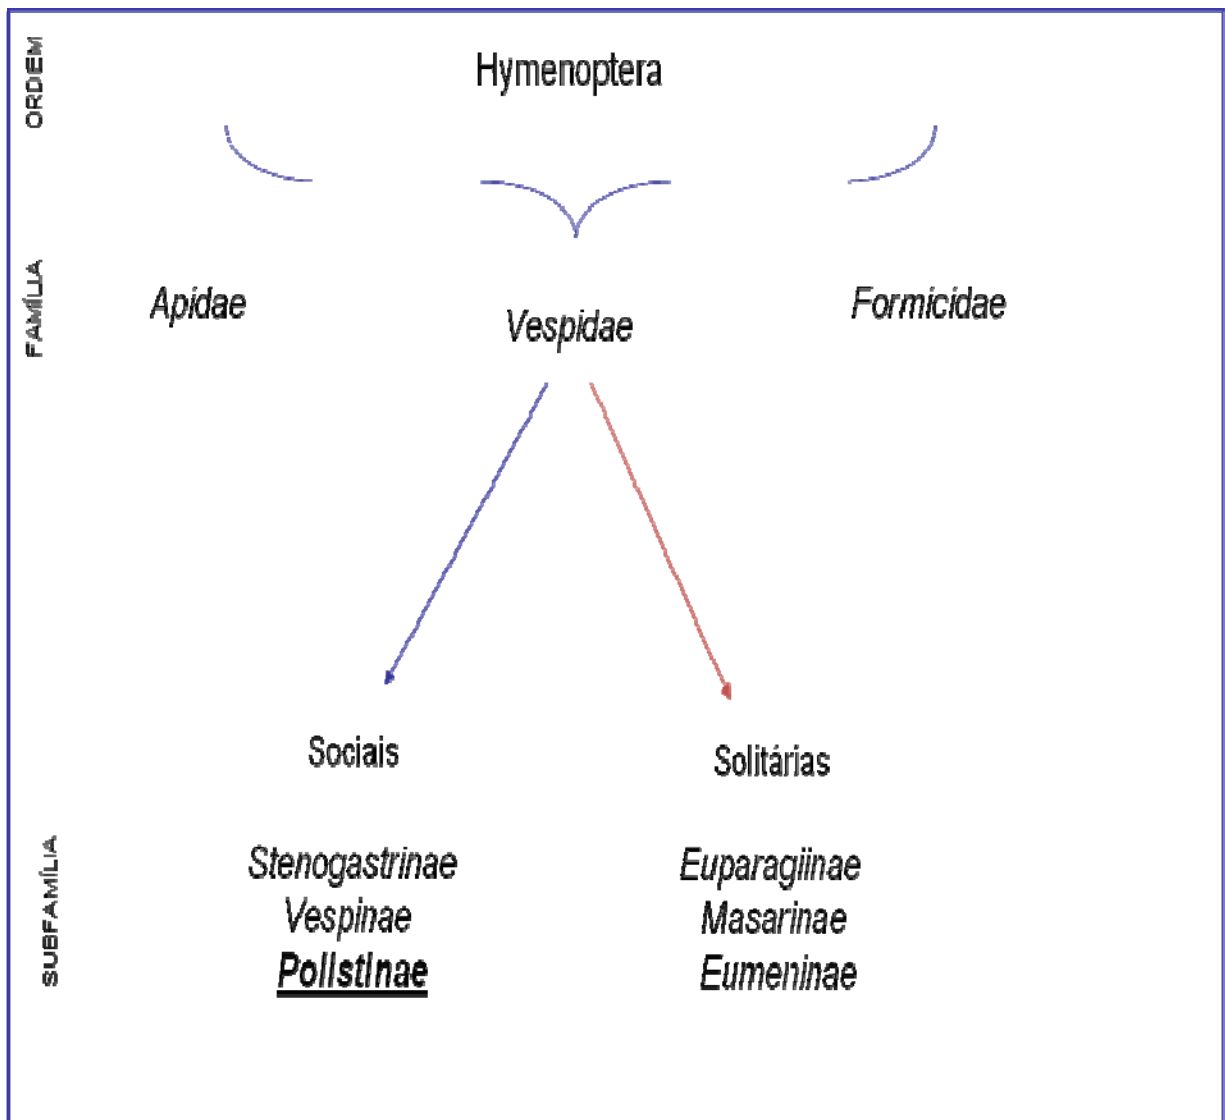 ORDEM
Hymenoptera
FAMÍLIA
Apidae
Vespidae
Formicidae
Sociais
Solitárias
SUBFAMÍLIA
Stenogastrinae
Vespinae
Polistinae
Euparagiinae
Masarinae
Eumeninae